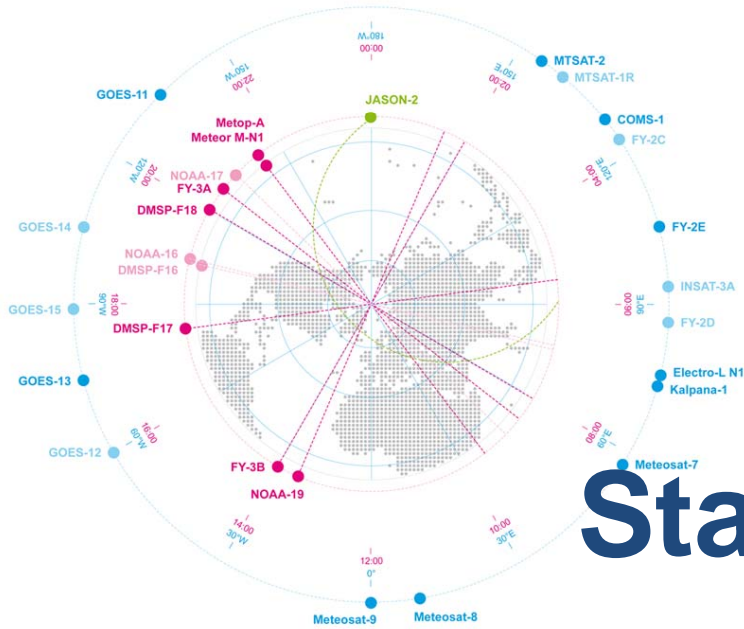 180°W
00:00
150°W
22:00
150°E
02:00
MTSAT-2
MTSAT-1R
GOES-11
JASON-2
COMS-1
FY-2C
Metop-A
Meteor M-N1
120°W
20:00
120°E
04:00
NOAA-17
FY-3A
DMSP-F18
GOES-14
FY-2E
NOAA-16
DMSP-F16
INSAT-3A
GOES-15
90°W
18:00
06:00
90°E
FY-2D
DMSP-F17
GOES-13
Electro-L N1
Kalpana-1
16:00
60°W
08:00
60°E
GOES-12
FY-3B
NOAA-19
Meteosat-7
Sta
14:00
30°W
10:00
30°E
12:00
0°
Meteosat-9
Meteosat-8